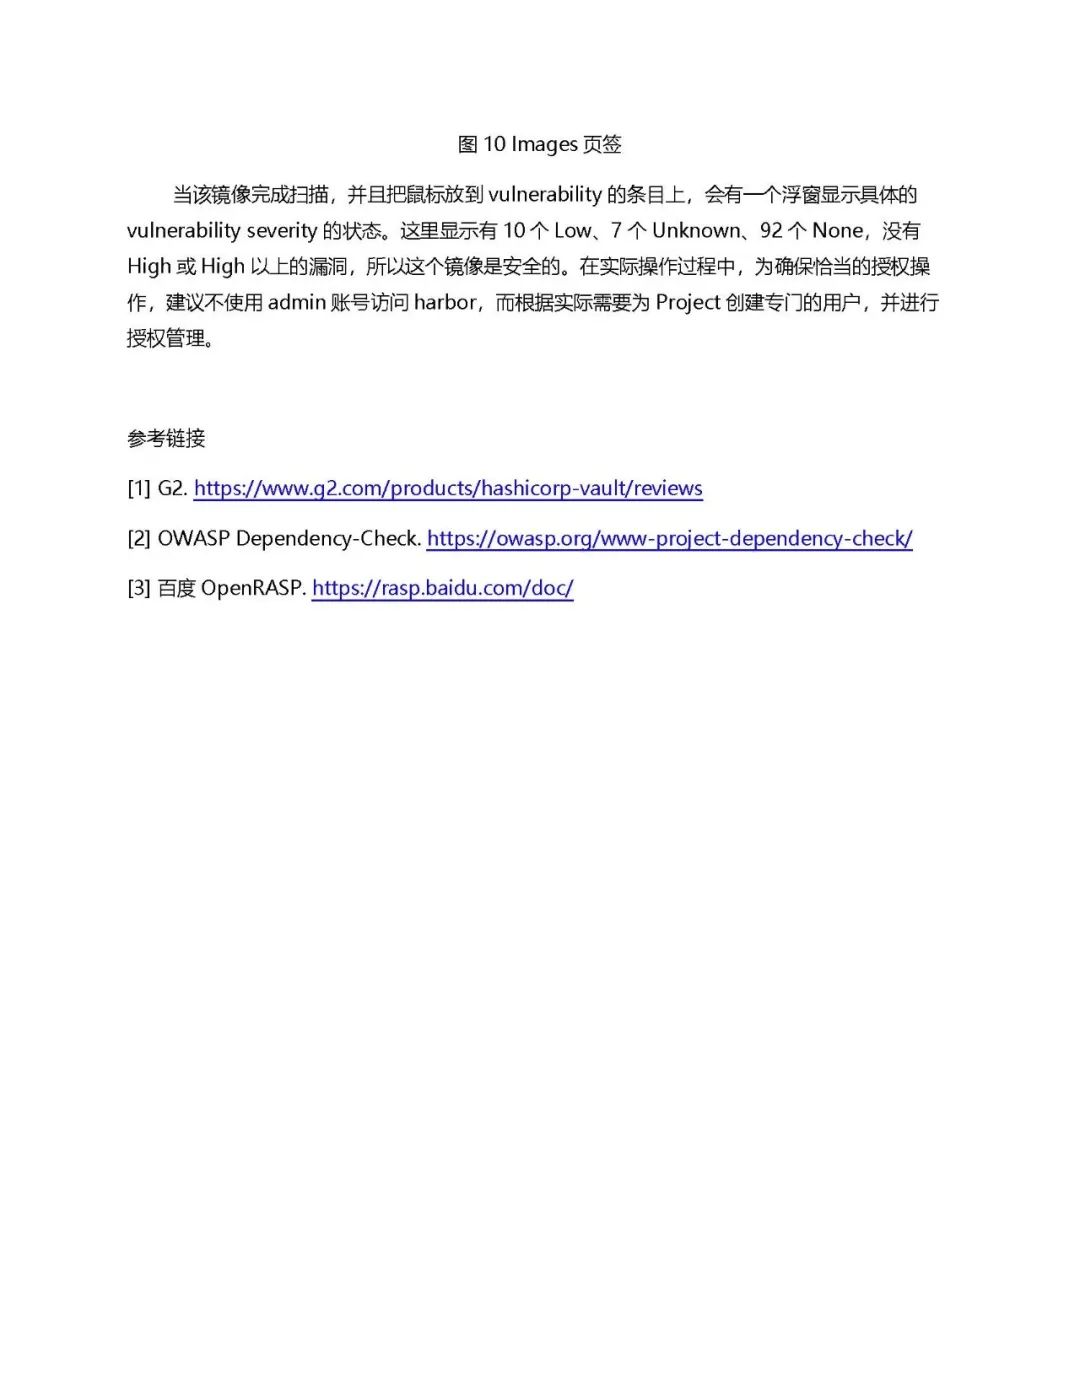 图 10 Images 页签
当该镜像完成扫描，并且把鼠标放到 vulnerability 的条目上，会有一个浮窗显示具体的
vulnerability severity 的状态。这里显示有 10 个 Low、7 个 Unknown、92 个 None，没有
High 或 High 以上的漏洞，所以这个镜像是安全的。在实际操作过程中，为确保恰当的授权操
作，建议不使用 admin 账号访问 harbor，而根据实际需要为 Project 创建专门的用户，并进行
授权管理。
参考链接
[1] G2. https://www.g2.com/products/hashicorp-vault/reviews
[2] OWASP Dependency-Check. https://owasp.org/www-project-dependency-check/
[3] 百度 OpenRASP. https://rasp.baidu.com/doc/